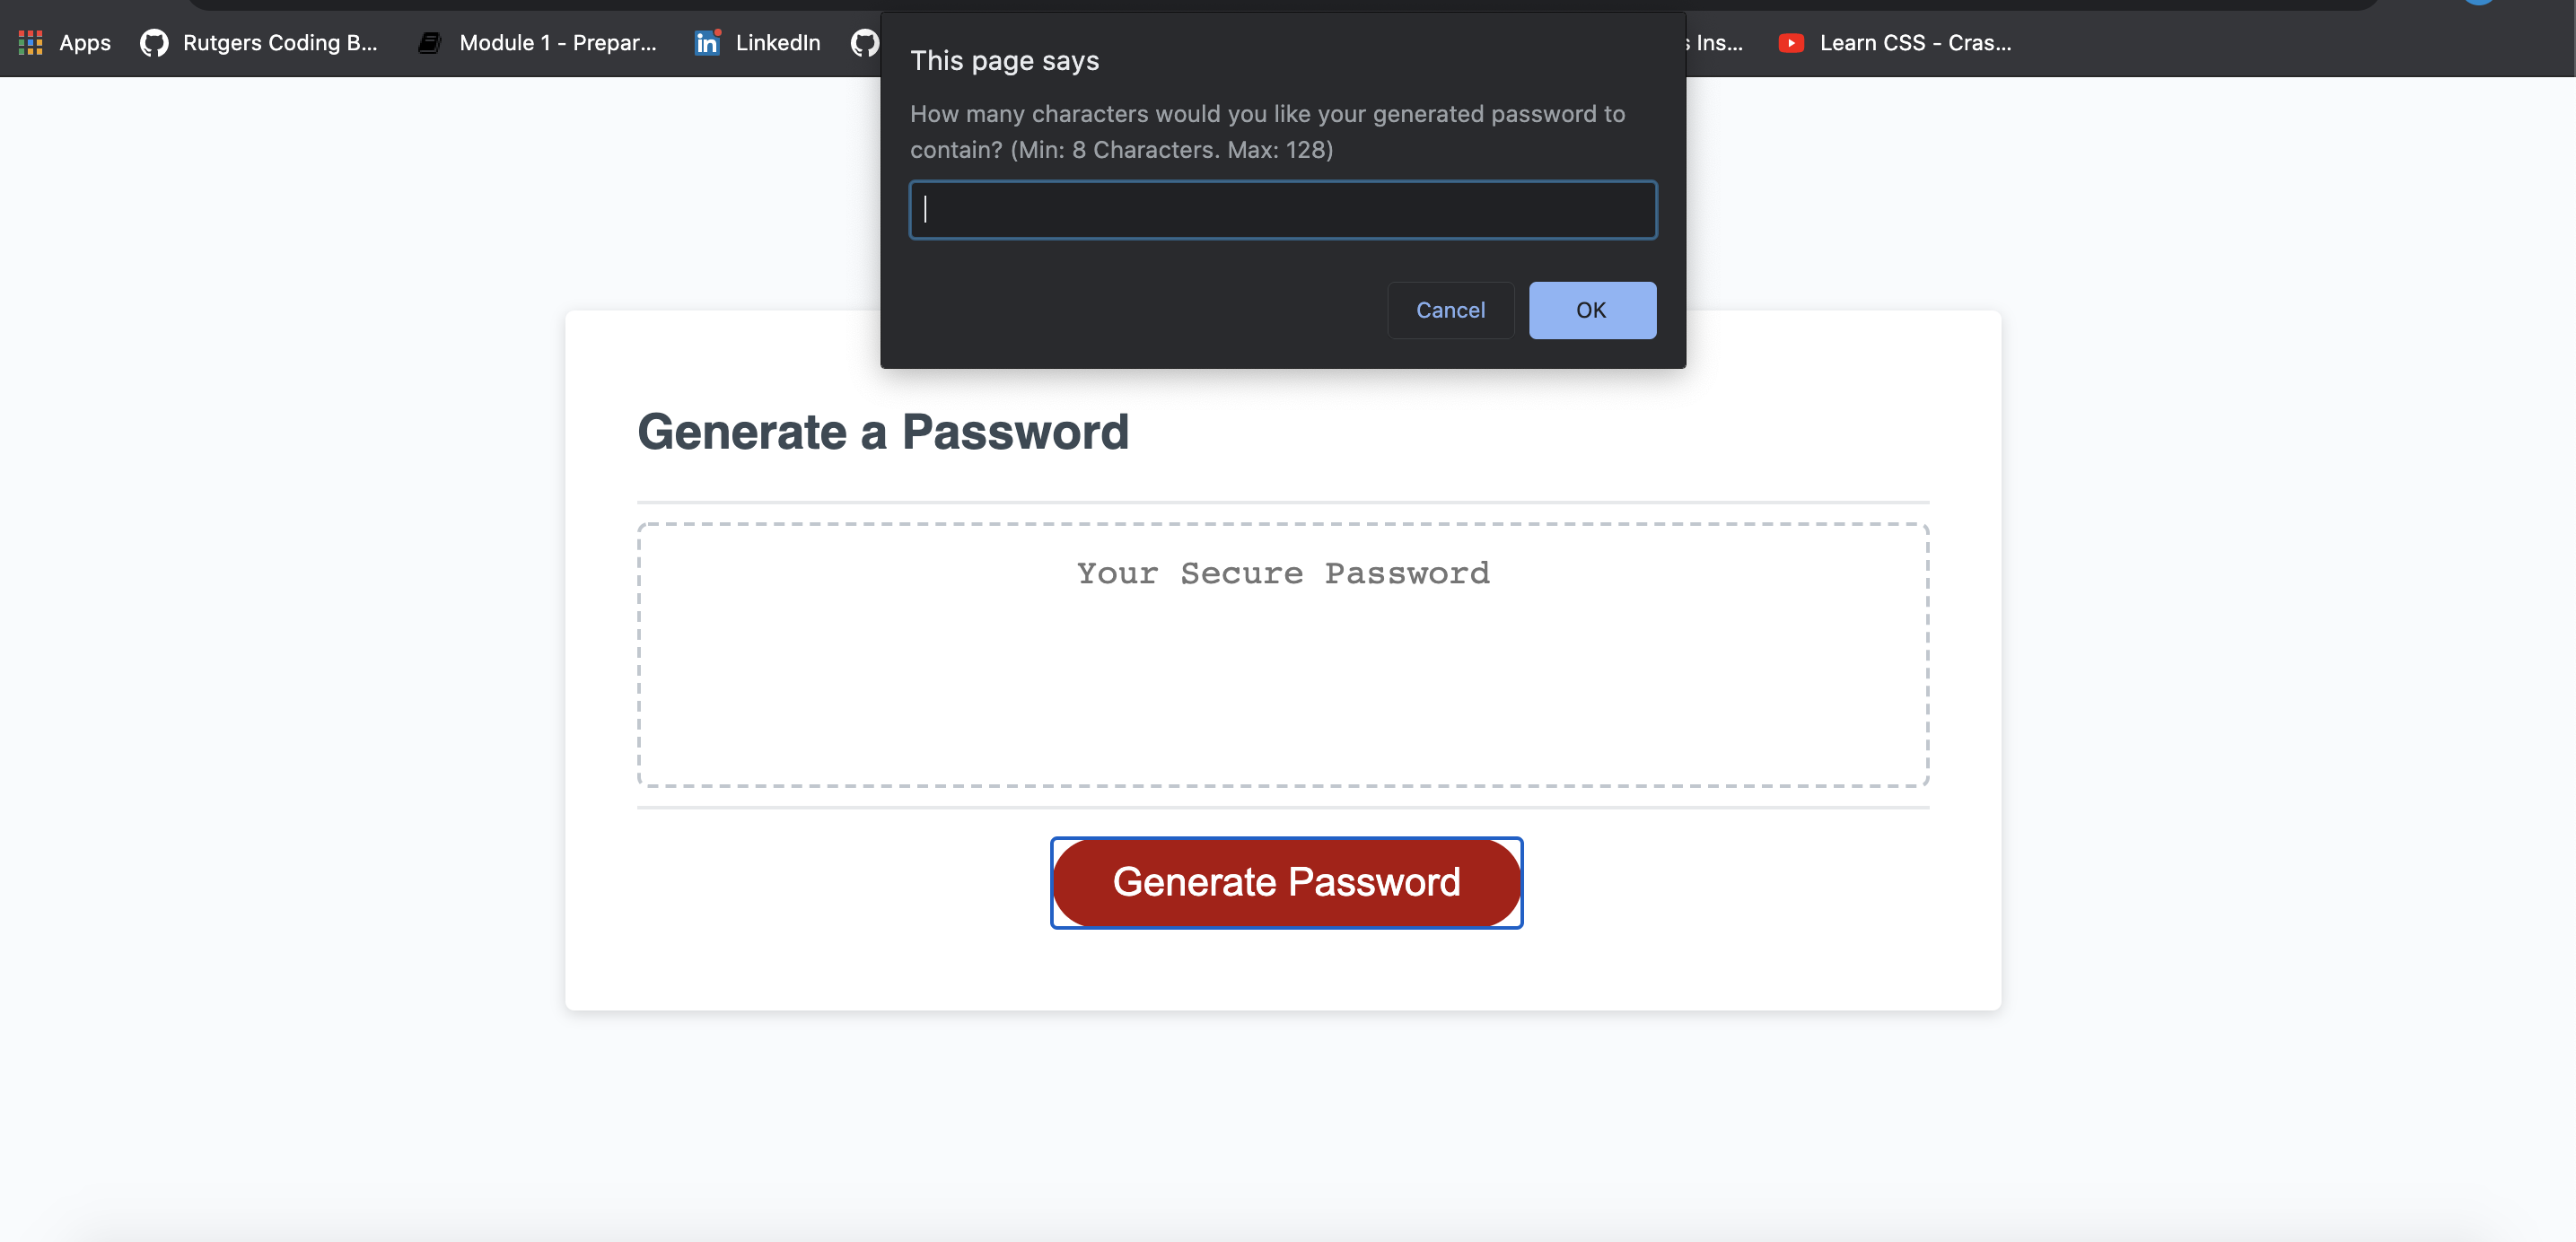 Apps Rutgers Coding B... Module 1 - Prepar... in LinkedIn s Ins... Learn CSS - Cras...
This page says
How many characters would you like your generated password to
contain? (Min: 8 Characters. Max: 128)
Cancel OK
Generate a Password
Your Secure Password
Generate Password